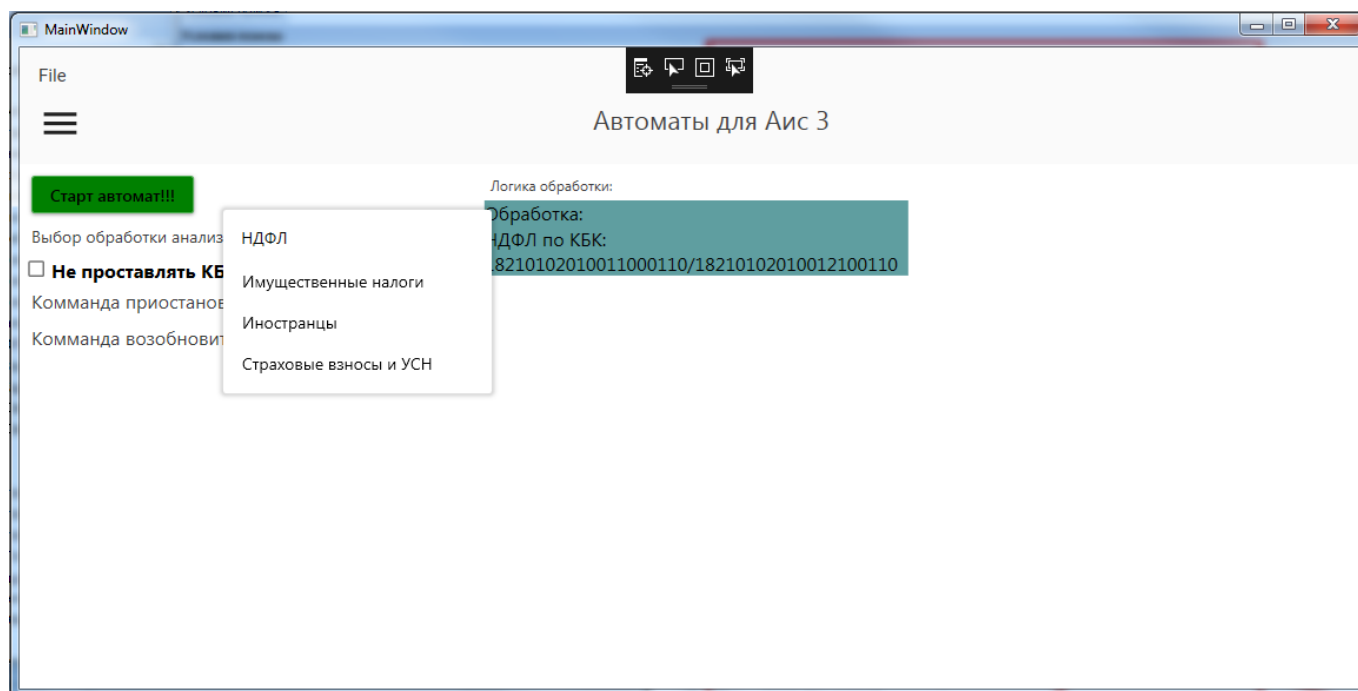 MainWindow
File
Автоматы для Аис 3
Старт автомат!!!
Логика обработки:
Обработка:
Выбор обработки анализ
НДФЛ
НДФЛ по КБК:
Не проставлять КБ
18210102010011000110/18210102010012100110
Имущественные налоги
Комманда приостанов
Иностранцы
Комманда возобновит
Страховые взносы и УСН